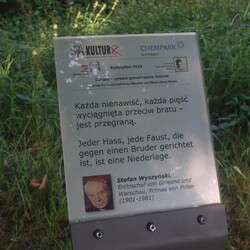 KULTUR
CHEMPARK
Każda nienawiść, każda pięść
wyciągnięta przeciw bratu –
jest przegraną.
Jeder Hass, jede Faust, die
gegen einen Bruder gerichtet
ist, ist eine Niederlage.
Stefan Wyszyński,
Erzbischof von Gniezno und
Warschau, Primas von Polen
(1901-1981)